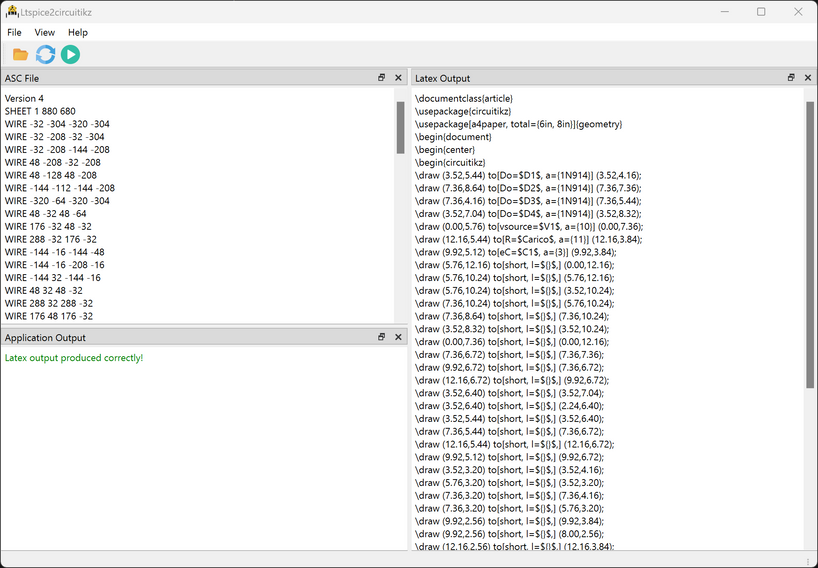 Ltspice2circuitikz
File View Help
ASC File
Version 4
SHEET 1 880 680
WIRE -32 -304 -320 -304
WIRE -32 -208 -32 -304
WIRE -32 -208 -144 -208
WIRE 48 -208 -32 -208
WIRE 48 -128 48 -208
WIRE -144 -112 -144 -208
WIRE -320 -64 -320 -304
WIRE 48 -32 48 -64
WIRE 176 -32 48 -32
WIRE 288 -32 176 -32
WIRE -144 -16 -144 -48
WIRE -144 -16 -208 -16
WIRE -144 32 -144 -16
WIRE 48 32 48 -32
WIRE 288 32 288 -32
WIRE 176 48 176 -32
Application Output
Latex output produced correctly!
Latex Output
\documentclass{article}
\usepackage{circuitikz}
\usepackage[a4paper, total={6in, 8in}]{geometry}
\begin{document}
\begin{center}
\begin{circuitikz}
\draw (3.52,5.44) to[Do=$D1$, a={1N914}] (3.52,4.16);
\draw (7.36,8.64) to[Do=$D2$, a={1N914}] (7.36,7.36);
\draw (7.36,4.16) to[Do=$D3$, a={1N914}] (7.36,5.44);
\draw (3.52,7.04) to[Do=$D4$, a={1N914}] (3.52,8.32);
\draw (0.00,5.76) to[vsource=$V1$, a={10}] (0.00,7.36);
\draw (12.16,5.44) to[R=$Carico$, a={11}] (12.16,3.84);
\draw (9.92,5.12) to[eC=$C1$, a={3}] (9.92,3.84);
\draw (5.76,12.16) to[short, l=${}$,] (0.00,12.16);
\draw (5.76,10.24) to[short, l=${}$,] (5.76,12.16);
\draw (5.76,10.24) to[short, l=${}$,] (3.52,10.24);
\draw (7.36,10.24) to[short, l=${}$,] (5.76,10.24);
\draw (7.36,8.64) to[short, l=${}$,] (7.36,10.24);
\draw (3.52,8.32) to[short, l=${}$,] (3.52,10.24);
\draw (0.00,7.36) to[short, l=${}$,] (0.00,12.16);
\draw (7.36,6.72) to[short, l=${}$,] (7.36,7.36);
\draw (9.92,6.72) to[short, l=${}$,] (7.36,6.72);
\draw (12.16,6.72) to[short, l=${}$,] (9.92,6.72);
\draw (3.52,6.40) to[short, l=${}$,] (3.52,7.04);
\draw (3.52,6.40) to[short, l=${}$,] (2.24,6.40);
\draw (3.52,5.44) to[short, l=${}$,] (3.52,6.40);
\draw (7.36,5.44) to[short, l=${}$,] (7.36,6.72);
\draw (12.16,5.44) to[short, l=${}$,] (12.16,6.72);
\draw (9.92,5.12) to[short, l=${}$,] (9.92,6.72);
\draw (3.52,3.20) to[short, l=${}$,] (3.52,4.16);
\draw (5.76,3.20) to[short, l=${}$,] (3.52,3.20);
\draw (7.36,3.20) to[short, l=${}$,] (7.36,4.16);
\draw (7.36,3.20) to[short, l=${}$,] (5.76,3.20);
\draw (9.92,2.56) to[short, l=${}$,] (9.92,3.84);
\draw (9.92,2.56) to[short, l=${}$,] (8.00,2.56);
\draw (12.16,2.56) to[short, l=${}$,] (12.16,3.84);